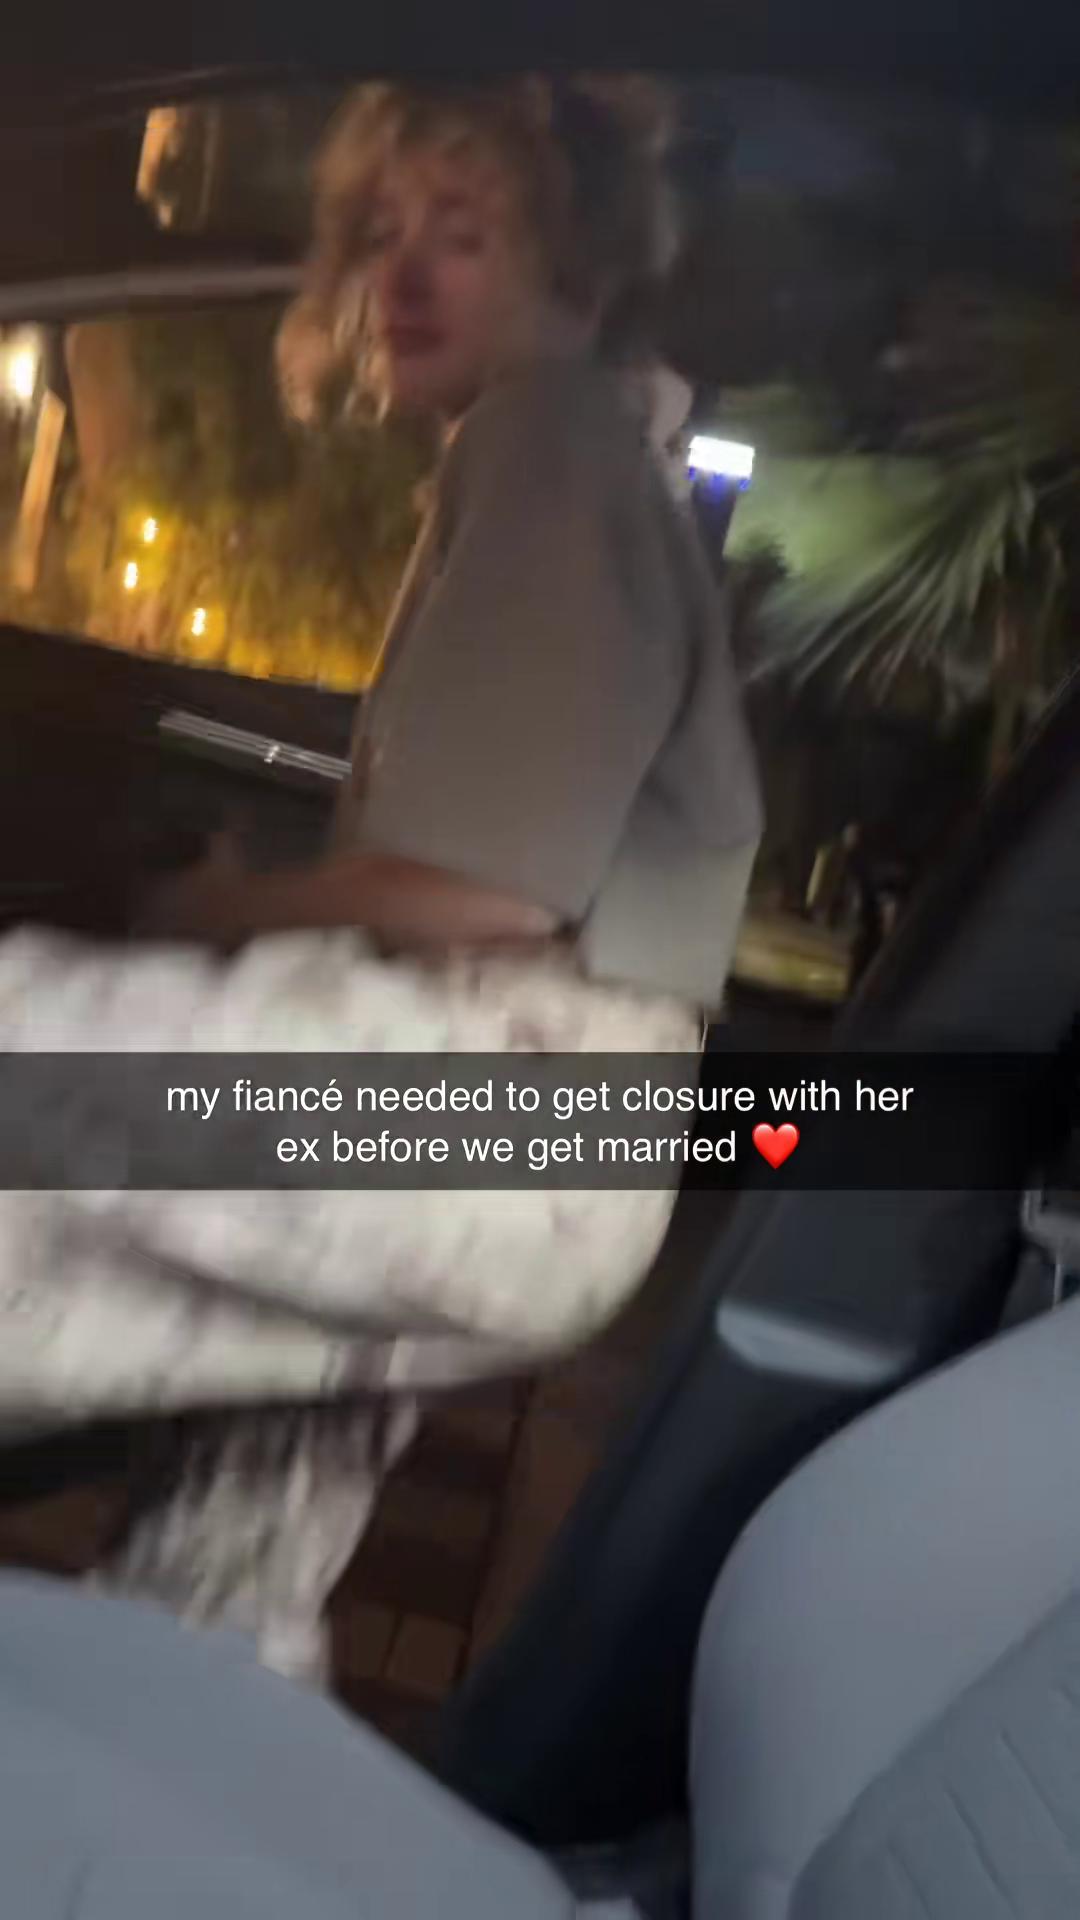 my fiancé needed to get closure with her
ex before we get married ❤️